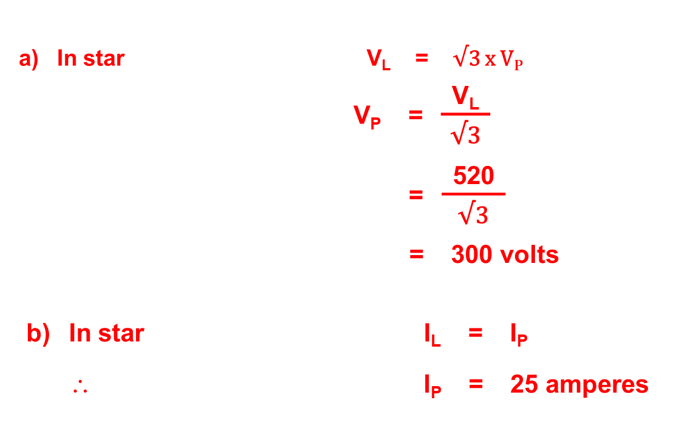 a) In star V_L = √3 x V_P
V_P = V_L / √3
= 520 / √3
= 300 volts
b) In star I_L = I_P
∴ I_P = 25 amperes